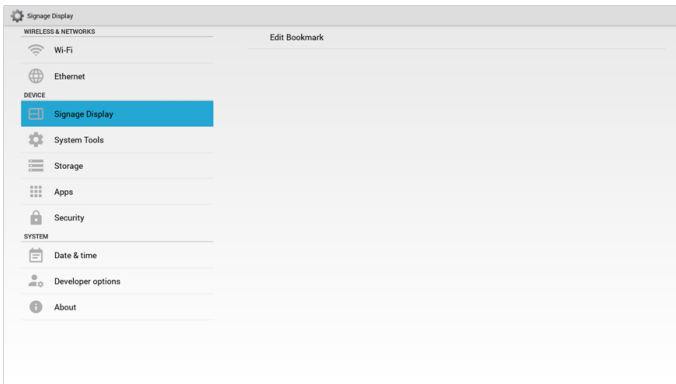 Signage Display
WIRELESS & NETWORKS
Wi-Fi
Ethernet
DEVICE
Signage Display
System Tools
Storage
Apps
Security
SYSTEM
Date & time
Developer options
About
Edit Bookmark